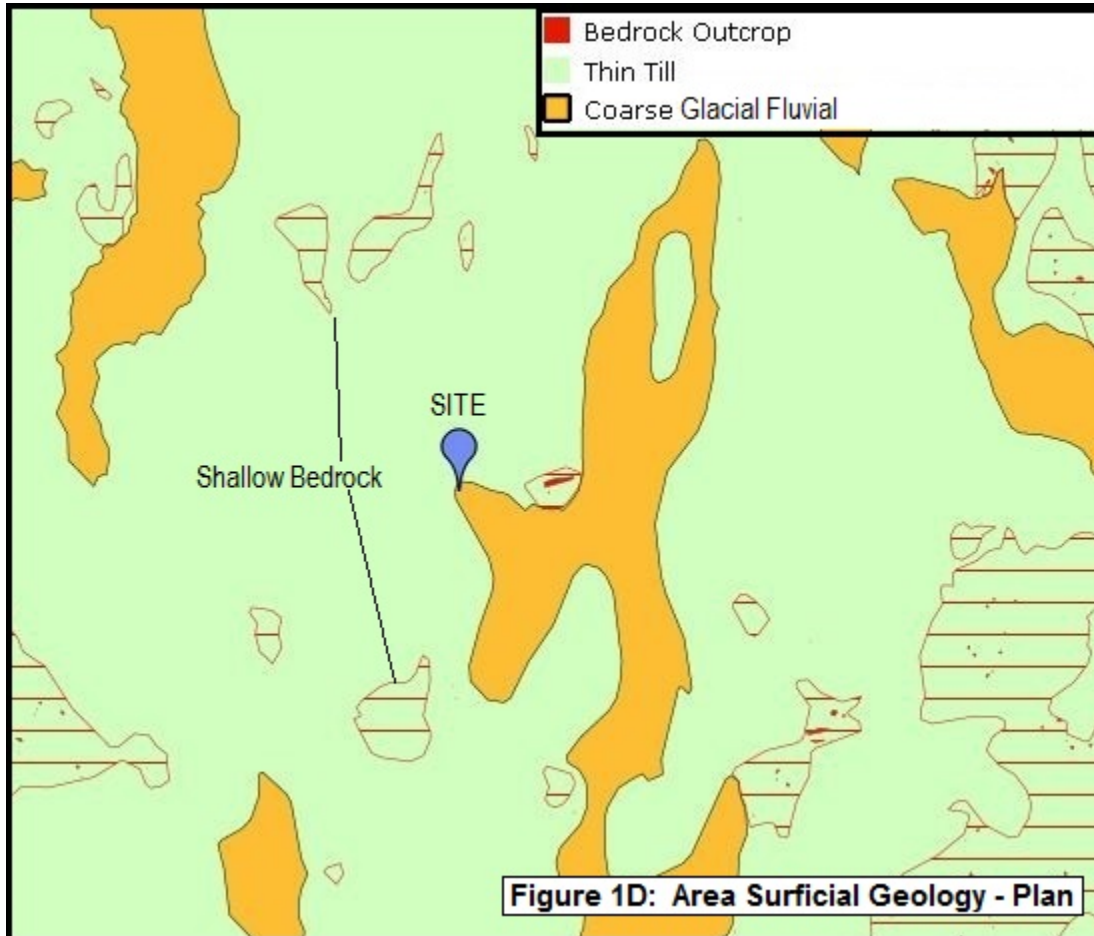 Bedrock Outcrop
Thin Till
Coarse Glacial Fluvial
SITE
Shallow Bedrock
Figure 1D: Area Surficial Geology - Plan